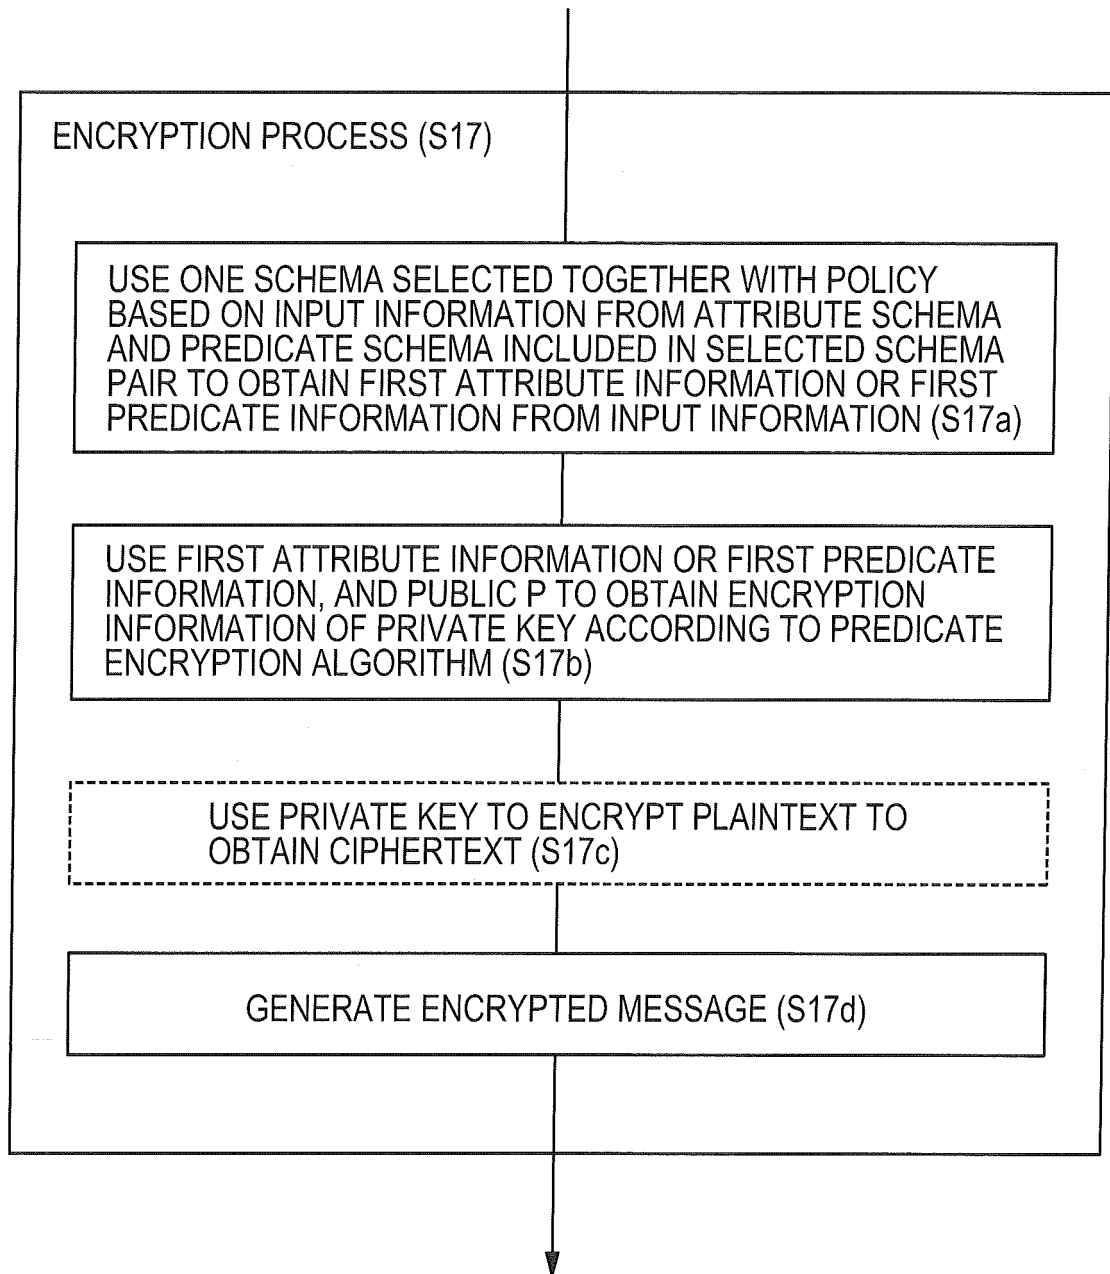 ENCRYPTION PROCESS (S17)
USE ONE SCHEMA SELECTED TOGETHER WITH POLICY
BASED ON INPUT INFORMATION FROM ATTRIBUTE SCHEMA
AND PREDICATE SCHEMA INCLUDED IN SELECTED SCHEMA
PAIR TO OBTAIN FIRST ATTRIBUTE INFORMATION OR FIRST
PREDICATE INFORMATION FROM INPUT INFORMATION (S17a)
USE FIRST ATTRIBUTE INFORMATION OR FIRST PREDICATE
INFORMATION, AND PUBLIC P TO OBTAIN ENCRYPTION
INFORMATION OF PRIVATE KEY ACCORDING TO PREDICATE
ENCRYPTION ALGORITHM (S17b)
USE PRIVATE KEY TO ENCRYPT PLAINTEXT TO
OBTAIN CIPHERTEXT (S17c)
GENERATE ENCRYPTED MESSAGE (S17d)